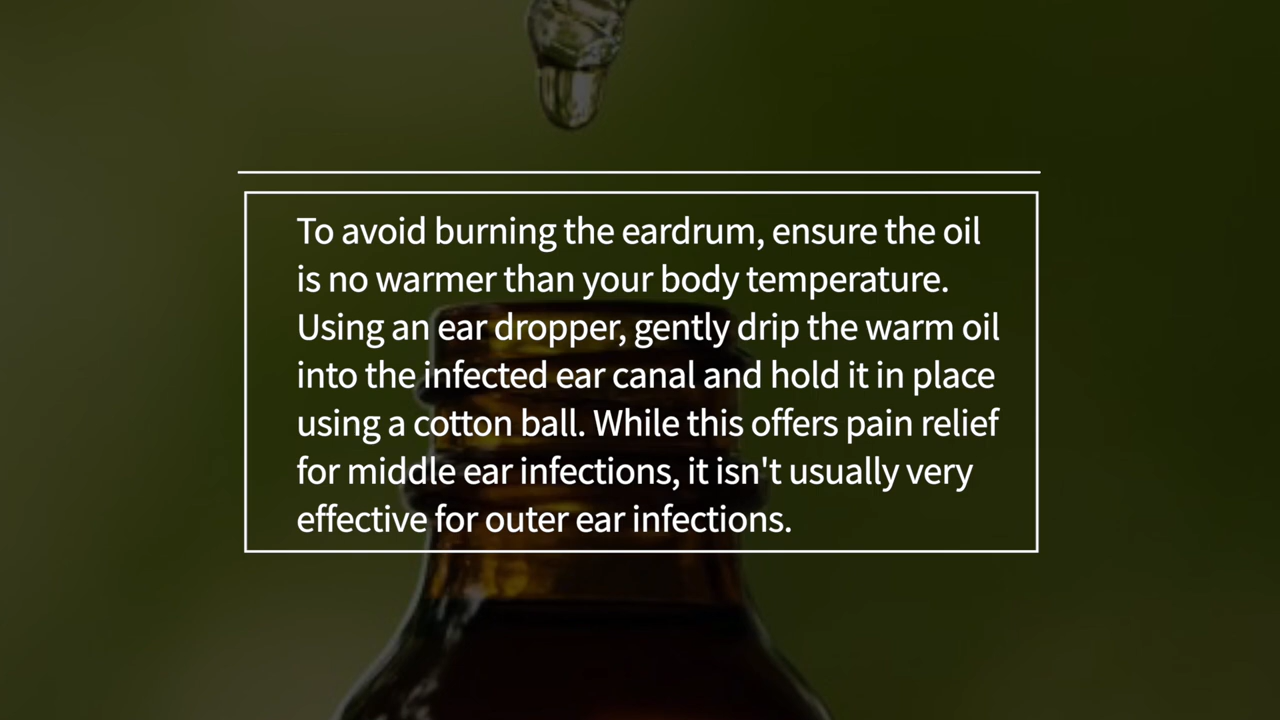 To avoid burning the eardrum, ensure the oil
is no warmer than your body temperature.
Using an ear dropper, gently drip the warm oil
into the infected ear canal and hold it in place
using a cotton ball. While this offers pain relief
for middle ear infections, it isn't usually very
effective for outer ear infections.